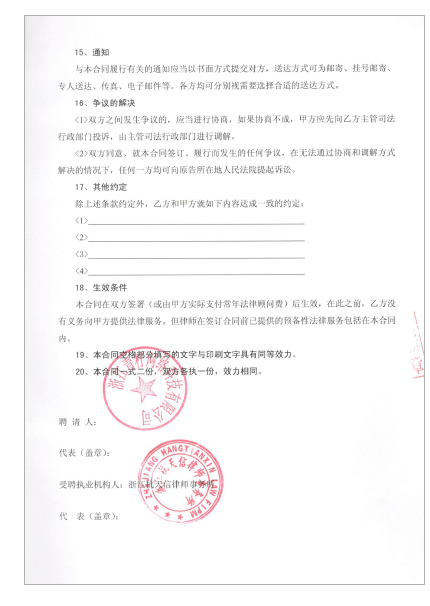 15、通知
与本合同履行有关的通知应当以书面方式提交对方，送达方式可为邮寄、挂号邮寄、
专人送达、传真、电子邮件等。各方均可分别视需要选择合适的送达方式。
16、争议的解决
<1>双方之间发生争议的，应当进行协商，如果协商不成，甲方应先向乙方主管司法
行政部门投诉，由主管司法行政部门进行调解。
<2>双方同意，就本合同签订、履行而发生的任何争议，在无法通过协商和调解方式
解决的情况下，任何一方均可向原告所在地人民法院提起诉讼。
17、其他约定
除上述条款约定外，乙方和甲方就如下内容达成一致的约定：
<1>
<2>
<3>
<4>
18、生效条件
本合同在双方签署（或由甲方实际支付常年法律顾问费）后生效，在此之前，乙方没
有义务向甲方提供法律服务，但律师在签订合同前已提供的预备性法律服务包括在本合同
内。
19、本合同空格部分填写的文字与印刷文字具有同等效力。
20、本合同一式二份，双方各执一份，效力相同。
科技有限公司
聘 请 人：
代表（盖章）：
ZHEJIANG HANGTIANXIN LAW FIRM
受聘执业机构人：浙江杭天信律师事务所
代 表（盖章）：